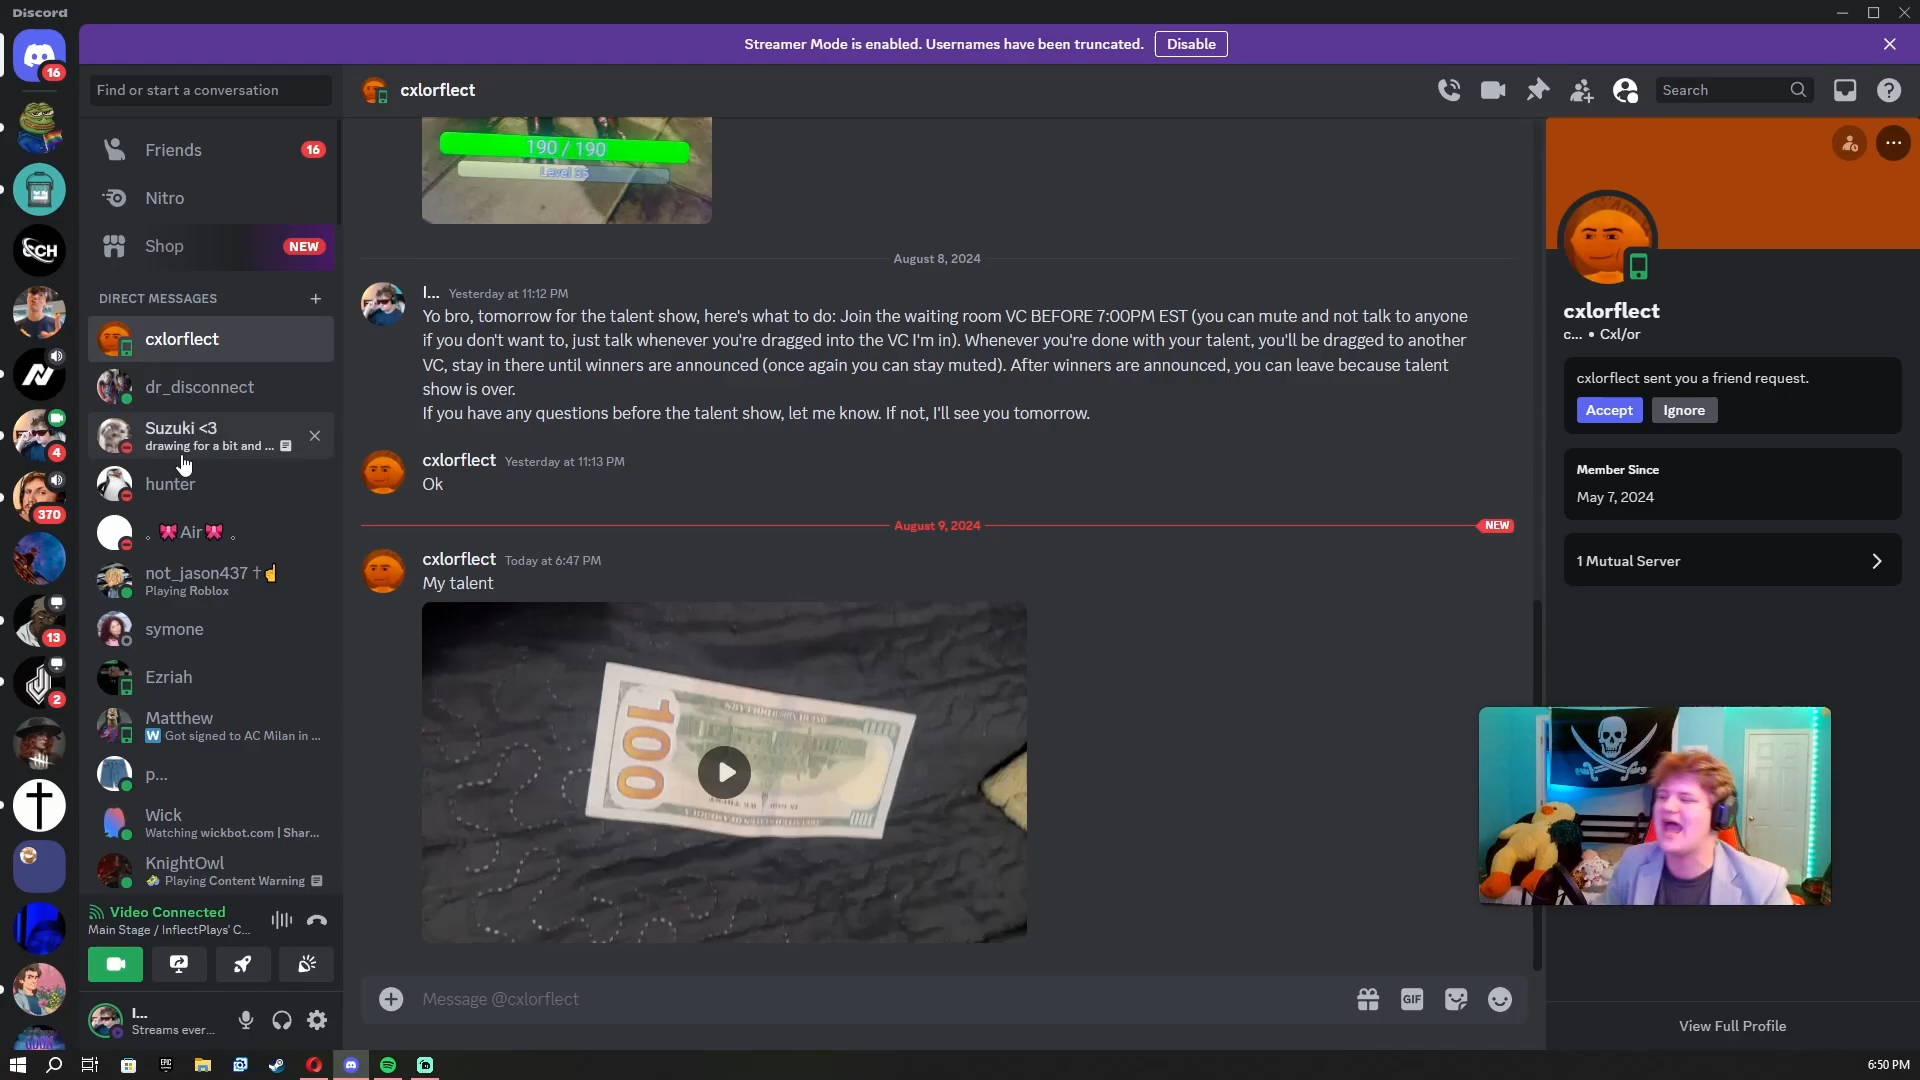 Discord
Streamer Mode is enabled. Usernames have been truncated.
Disable
16
Find or start a conversation
cxlorflect
Search
Friends
16
Nitro
Shop
NEW
DIRECT MESSAGES
cxlorflect
dr_disconnect
Suzuki <3
drawing for a bit and ...
hunter
。🎀Air🎀。
not_jason437 †☝
Playing Roblox
symone
Ezriah
Matthew
W Got signed to AC Milan in ...
p...
Wick
Watching wickbot.com | Shar...
KnightOwl
Playing Content Warning
Video Connected
Main Stage / InflectPlays' C...
I...
Streams ever...
CH
4
370
13
2
190 / 190
Level 55
August 8, 2024
I... Yesterday at 11:12 PM
Yo bro, tomorrow for the talent show, here's what to do: Join the waiting room VC BEFORE 7:00PM EST (you can mute and not talk to anyone
if you don't want to, just talk whenever you're dragged into the VC I'm in). Whenever you're done with your talent, you'll be dragged to another
VC, stay in there until winners are announced (once again you can stay muted). After winners are announced, you can leave because talent
show is over.
If you have any questions before the talent show, let me know. If not, I'll see you tomorrow.
cxlorflect Yesterday at 11:13 PM
Ok
August 9, 2024
NEW
cxlorflect Today at 6:47 PM
My talent
100
100
Message @cxlorflect
GIF
cxlorflect
c... • Cxl/or
cxlorflect sent you a friend request.
Accept
Ignore
Member Since
May 7, 2024
1 Mutual Server
View Full Profile
EPIC
6:50 PM